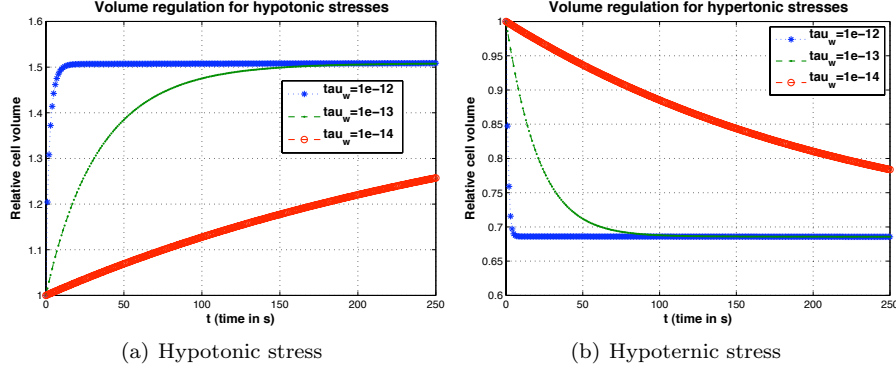 Volume regulation for hypotonic stresses
1.6
1.5
1.4
1.3
1.2
1.1
1
Relative cell volume
tau_w=1e-12
tau_w=1e-13
tau_w=1e-14
0 50 100 150 200 250
t (time in s)
(a) Hypotonic stress
Volume regulation for hypertonic stresses
1
0.95
0.9
0.85
0.8
0.75
0.7
0.65
0.6
Relative cell volume
tau_w=1e-12
tau_w=1e-13
tau_w=1e-14
0 50 100 150 200 250
t (time in s)
(b) Hypoternic stress